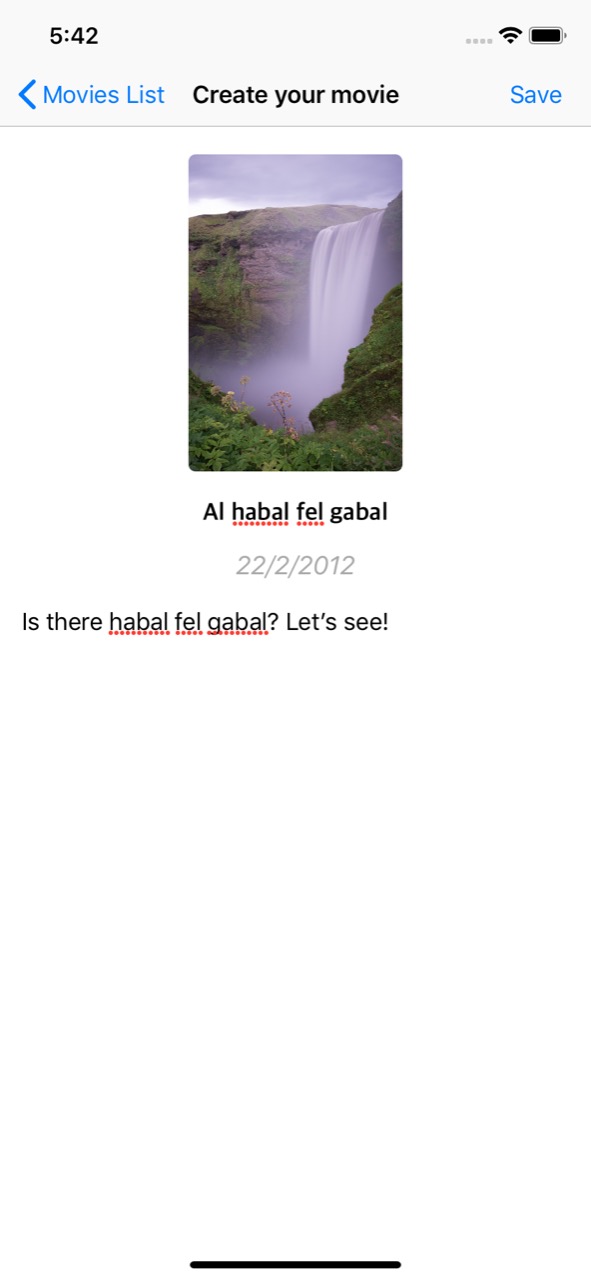 5:42
Movies List Create your movie Save
Al habal fel gabal
22/2/2012
Is there habal fel gabal? Let’s see!